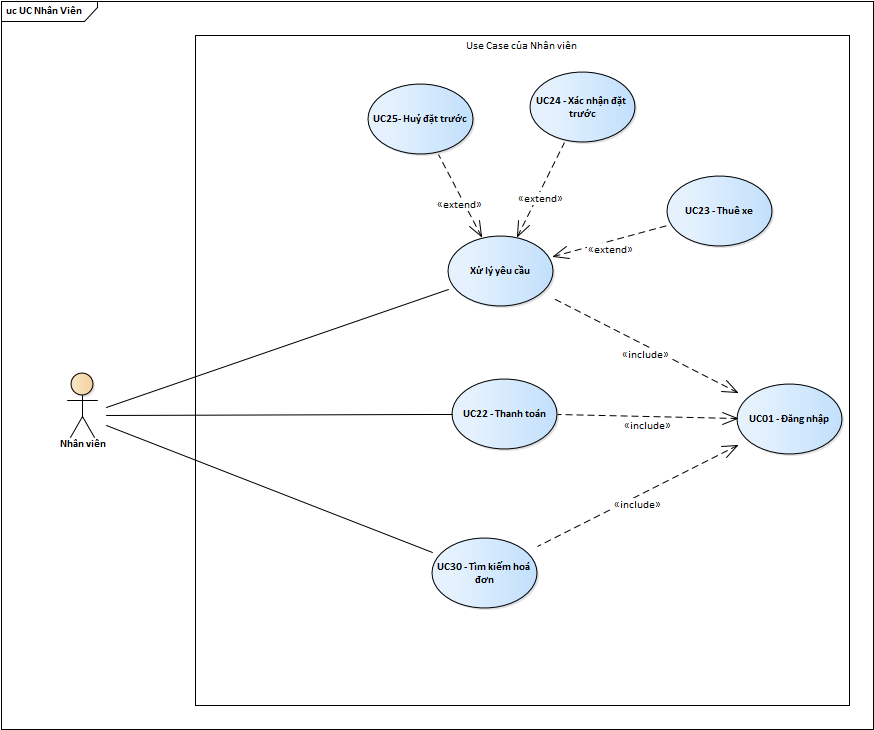 uc UC Nhân Viên
Use Case của Nhân viên
UC25- Huỷ đặt trước
UC24 - Xác nhận đặt
trước
«extend»
«extend»
UC23 - Thuê xe
«extend»
Xử lý yêu cầu
«include»
Nhân viên
UC22 - Thanh toán
«include»
UC01 - Đăng nhập
«include»
UC30 - Tìm kiếm hoá
đơn